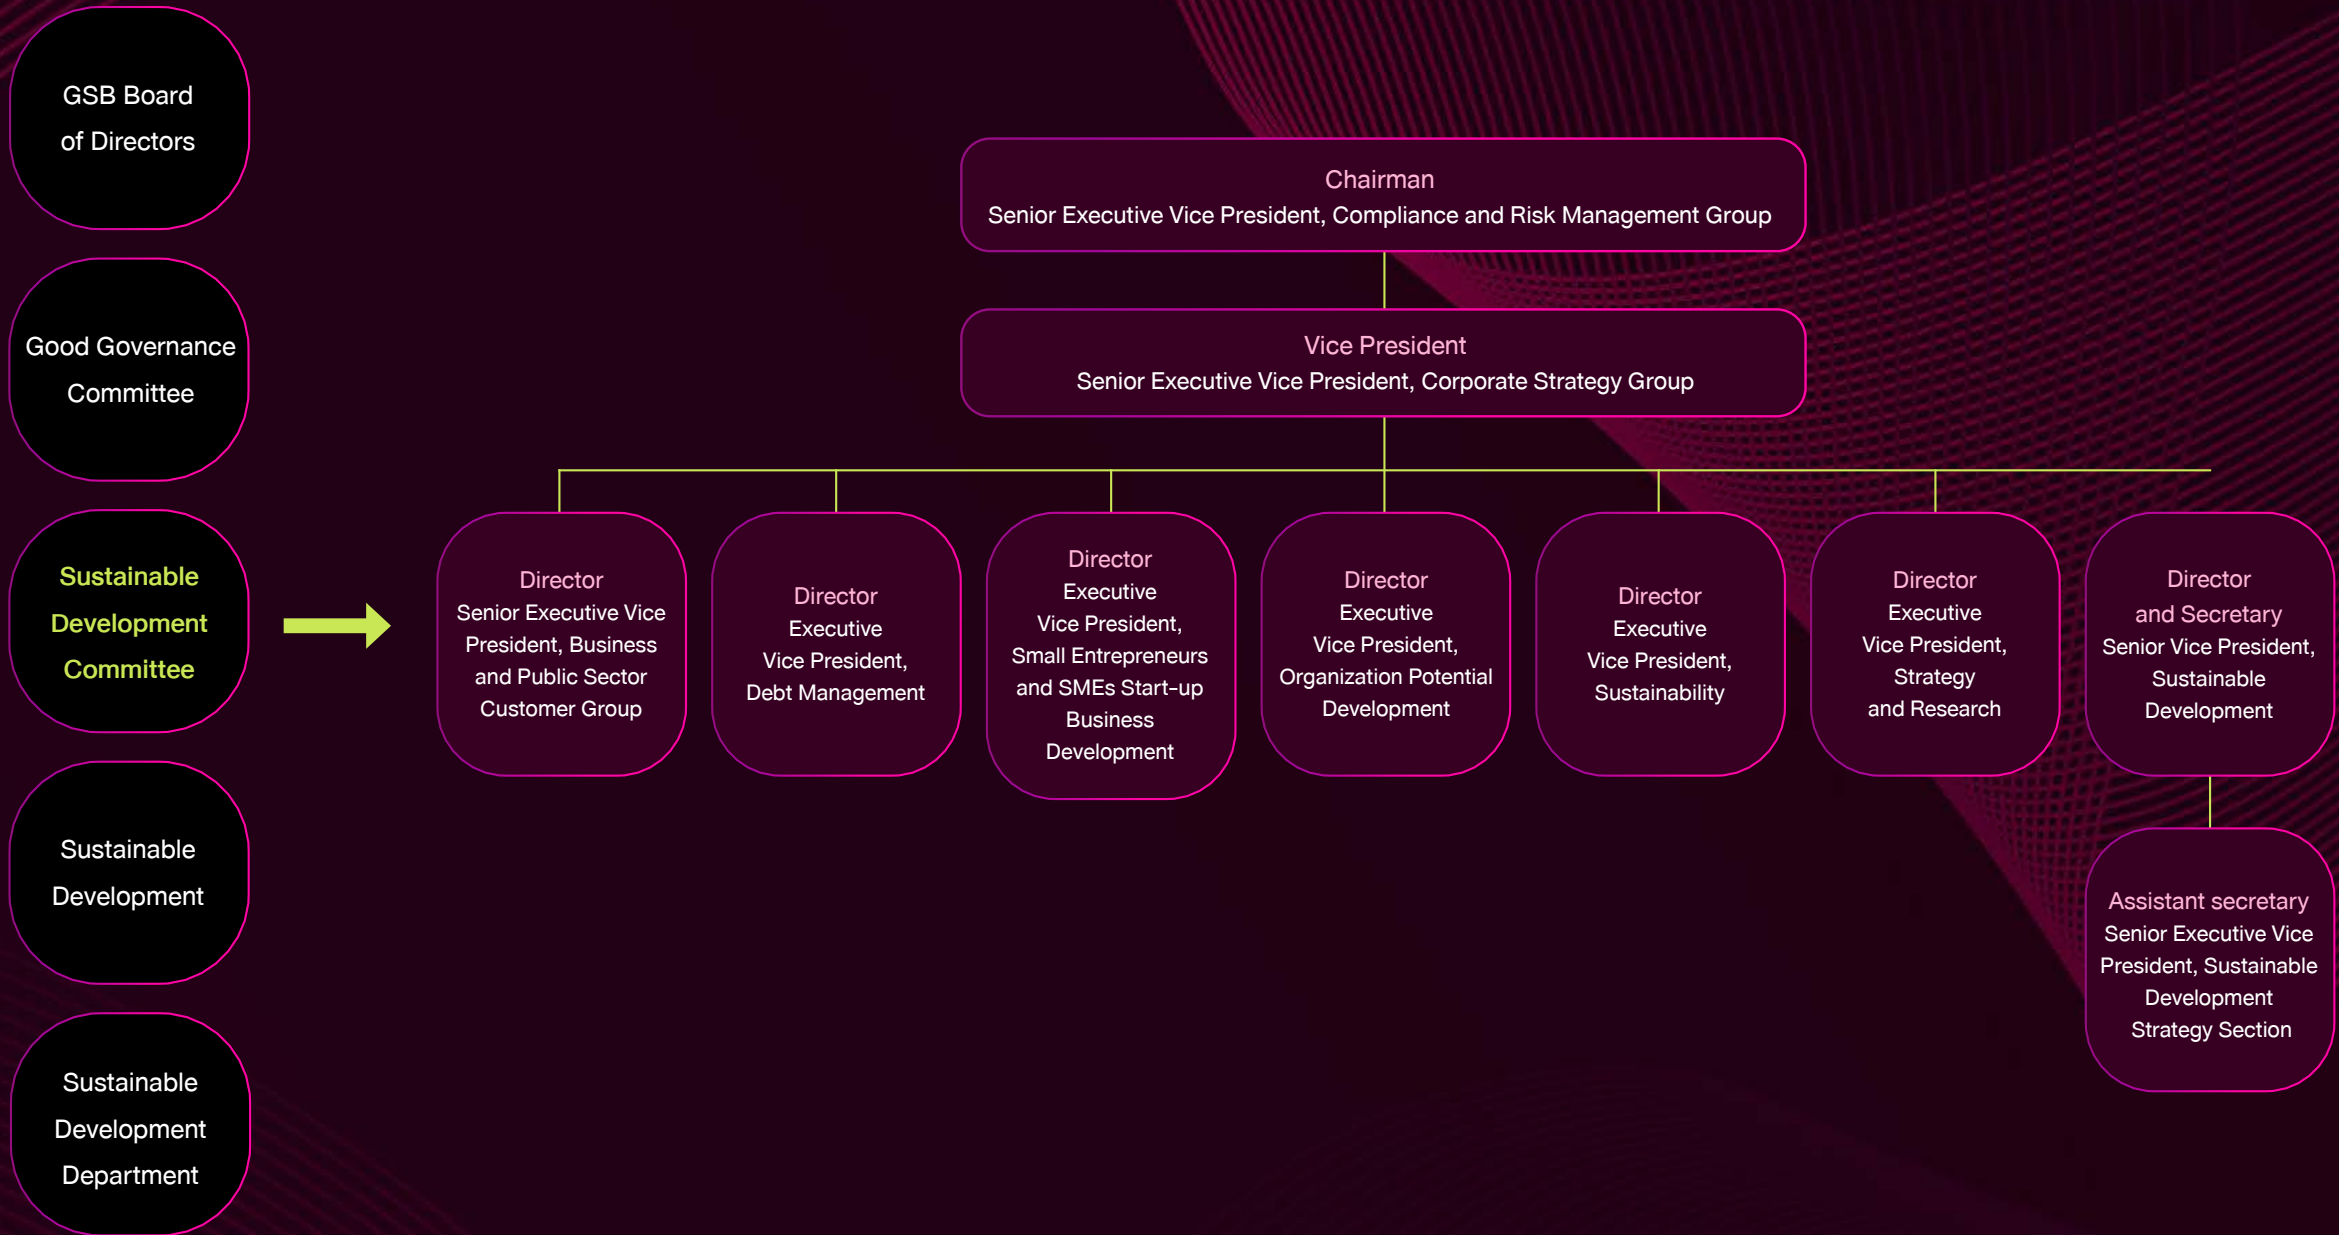 GSB Board
of Directors
Good Governance
Committee
Sustainable
Development
Committee
Sustainable
Development
Sustainable
Development
Department
Chairman
Senior Executive Vice President, Compliance and Risk Management Group
Vice President
Senior Executive Vice President, Corporate Strategy Group
Director
Senior Executive Vice
President, Business
and Public Sector
Customer Group
Director
Executive
Vice President,
Debt Management
Director
Executive
Vice President,
Small Entrepreneurs
and SMEs Start-up
Business
Development
Director
Executive
Vice President,
Organization Potential
Development
Director
Executive
Vice President,
Sustainability
Director
Executive
Vice President,
Strategy
and Research
Director
and Secretary
Senior Vice President,
Sustainable
Development
Assistant secretary
Senior Executive Vice
President, Sustainable
Development
Strategy Section